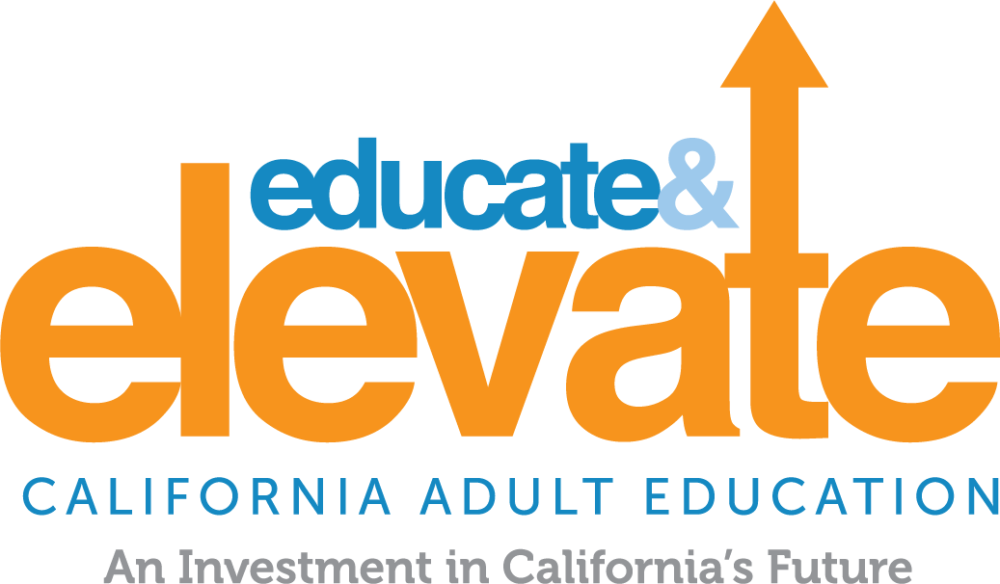 educate&
elevate
CALIFORNIA ADULT EDUCATION
An Investment in California’s Future